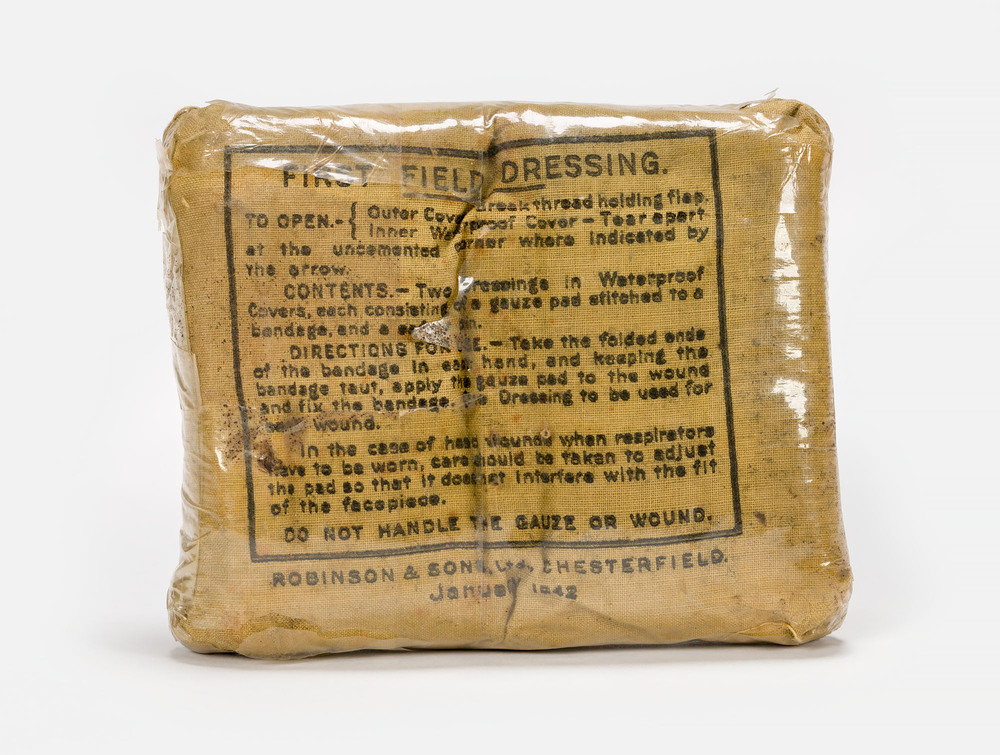 FIRST FIELD DRESSING.
TO OPEN.- { Outer Cove Break thread holding flap.
Inner Wa rproof Cover - Tear apart
at the uncemented corner where indicated by
the arrow.
CONTENTS.- Two Dressings in Waterproof
Covers, each consisting of a gauze pad stitched to a
bandage, and a in.
DIRECTIONS FOR USE. - Take the folded ends
of the bandage in each hand, and keeping the
bandage taut, apply the gauze pad to the wound
and fix the bandage. One Dressing to be used for
wound.
In the case of head wounds when respirators
have to be worn, care should be taken to adjust
the pad so that it does not interfere with the fit
of the facepiece.
DO NOT HANDLE THE GAUZE OR WOUND.
ROBINSON & SONS, Ltd., CHESTERFIELD.
January 1942